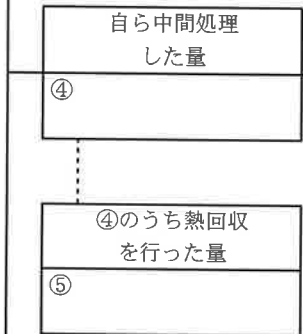 自ら中間処理
した量
④
④のうち熱回収
を行った量
⑤